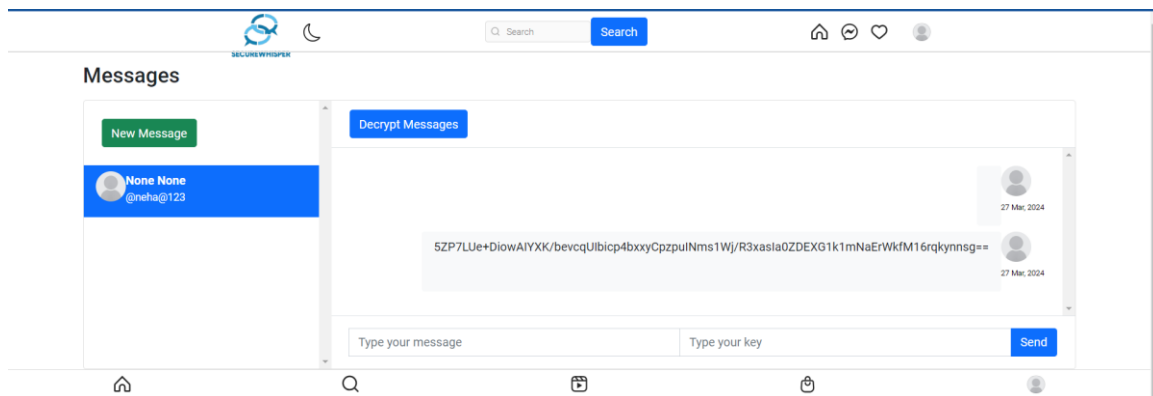 Search
Search
SECUREWHISPER
Messages
New Message
Decrypt Messages
None None
@neha@123
27 Mar, 2024
5ZP7LUe+DiowAIYXK/bevcqUIbicp4bxxyCpzpuINms1Wj/R3xasIa0ZDEXG1k1mNaErWkfM16rqkynnsg==
27 Mar, 2024
Type your message
Type your key
Send